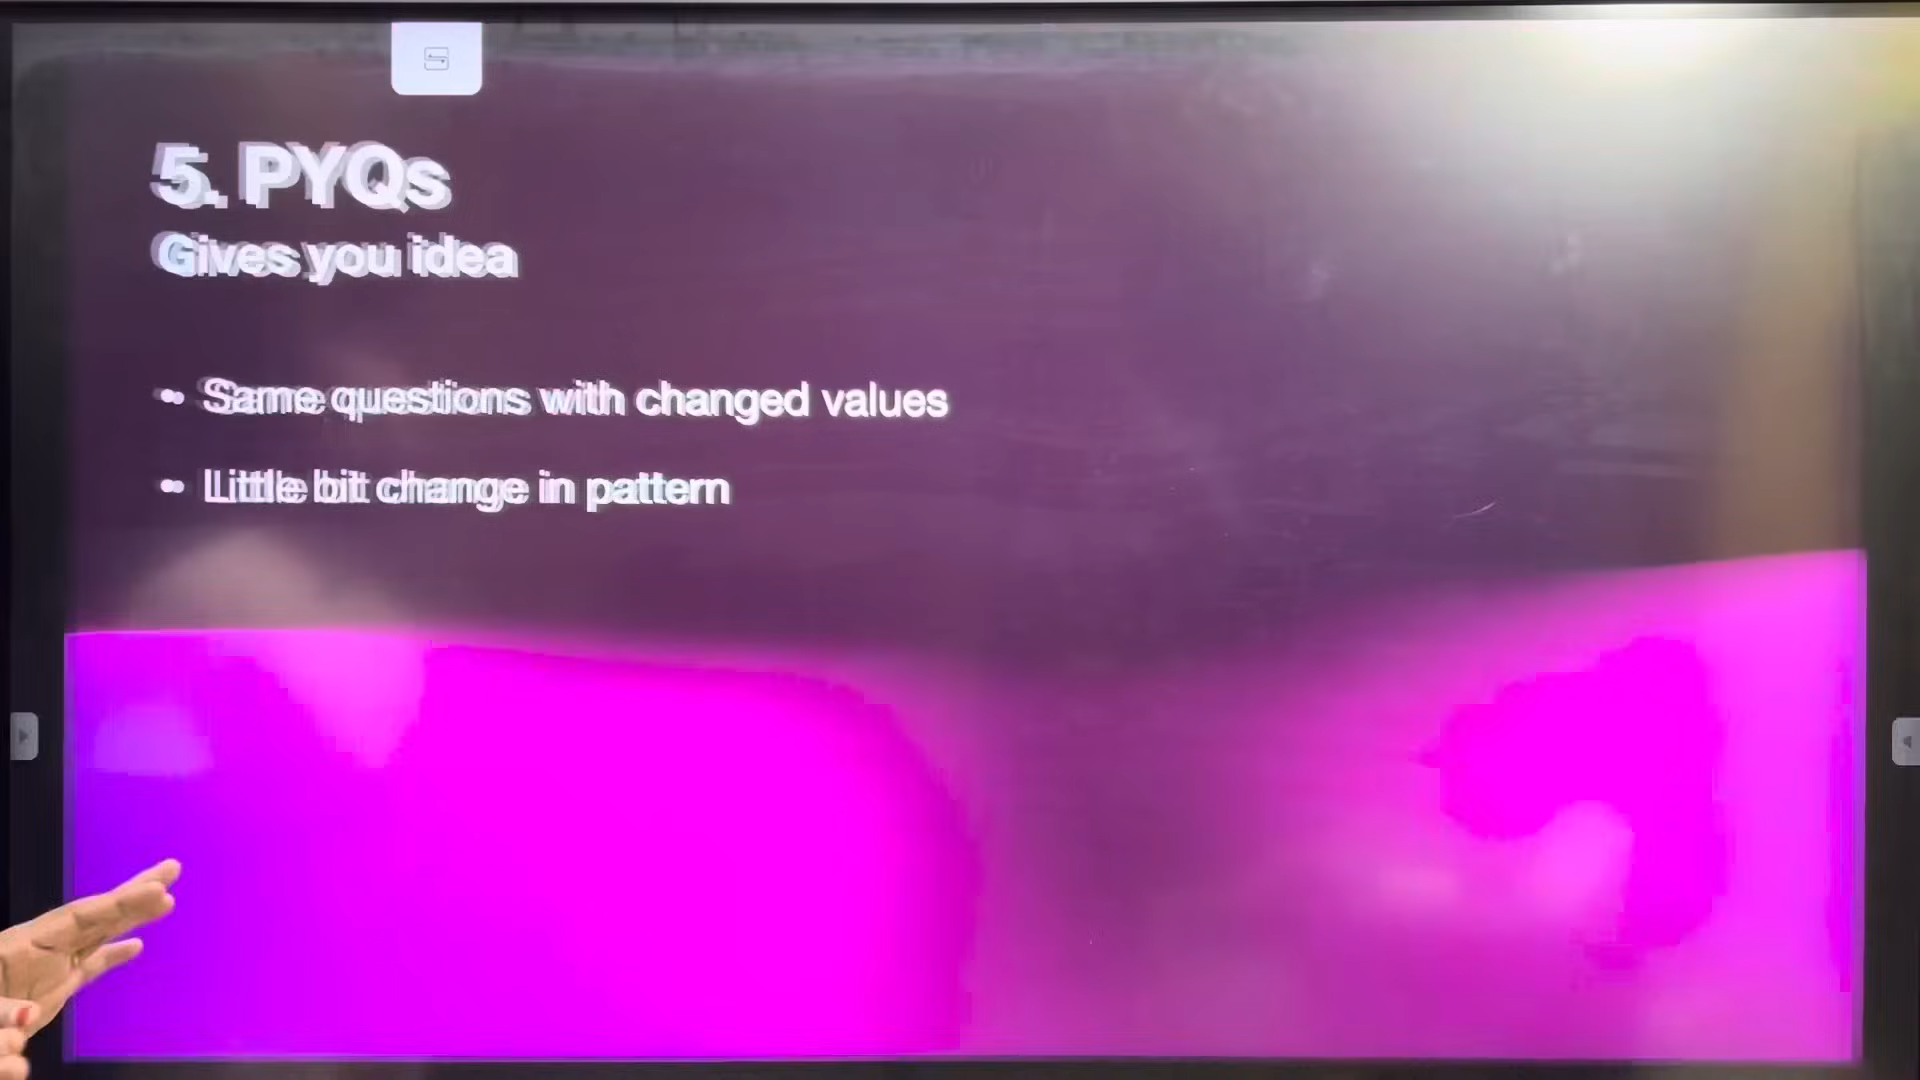 5. PYQs
Gives you idea
• Same questions with changed values
• Little bit change in pattern